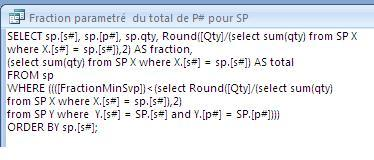 Fraction parametré  du total de P# pour SP
SELECT sp.[s#], sp.[p#], sp.qty, Round([Qty]/(select sum(qty) from SP X
where X.[s#] = sp.[s#]),2) AS fraction,
(select sum(qty) from SP X where X.[s#] = sp.[s#]) AS total
FROM sp
WHERE ((([FractionMinSvp])<(select Round([Qty]/(select sum(qty)
from SP X where X.[s#] = sp.[s#]),2)
from SP Y where  Y.[s#] = SP.[s#] and Y.[p#] = SP.[p#])))
ORDER BY sp.[s#];